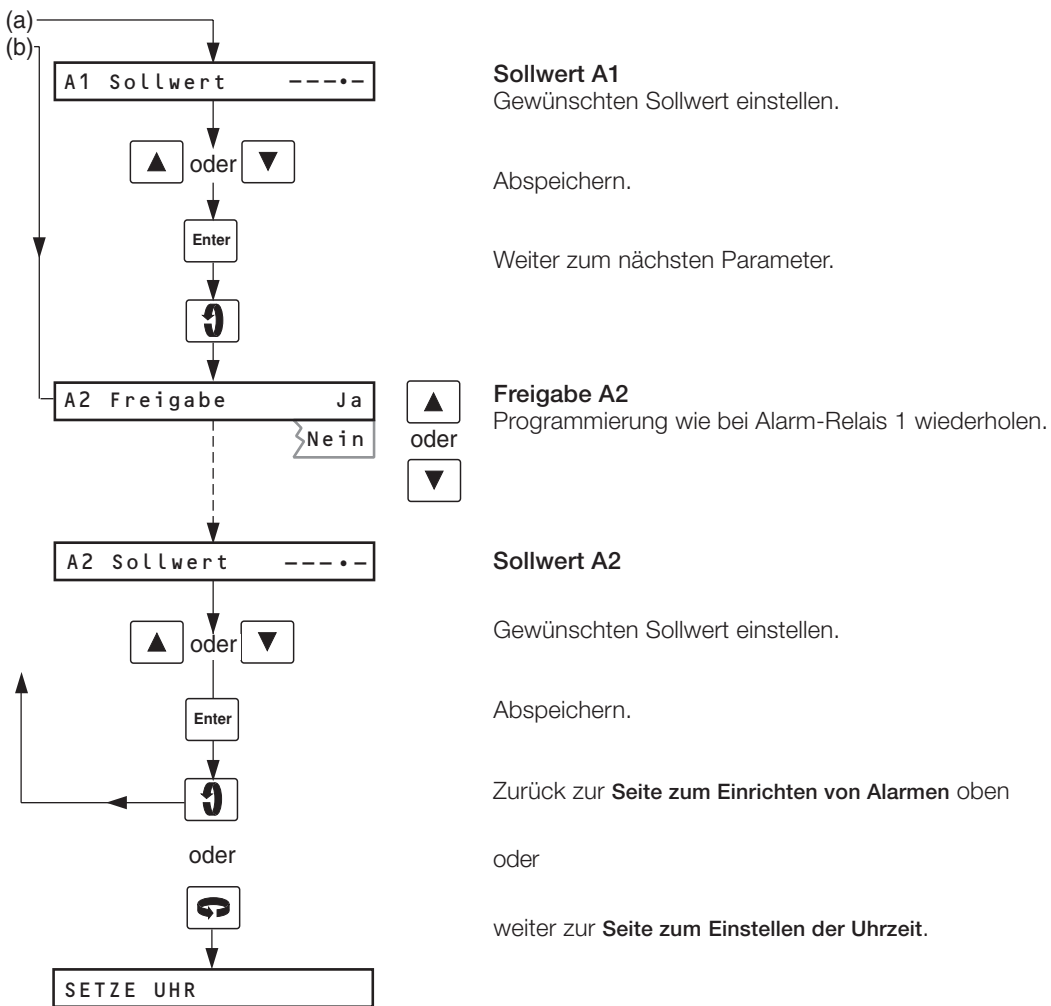 (a)
(b)
A1 Sollwert ---•-
Sollwert A1
Gewünschten Sollwert einstellen.
▲ oder ▼
Abspeichern.
Enter
Weiter zum nächsten Parameter.
A2 Freigabe Ja
Nein
▲
oder
▼
Freigabe A2
Programmierung wie bei Alarm-Relais 1 wiederholen.
A2 Sollwert ---•-
Sollwert A2
▲ oder ▼
Gewünschten Sollwert einstellen.
Enter
Abspeichern.
Zurück zur Seite zum Einrichten von Alarmen oben
oder
oder
weiter zur Seite zum Einstellen der Uhrzeit.
SETZE UHR